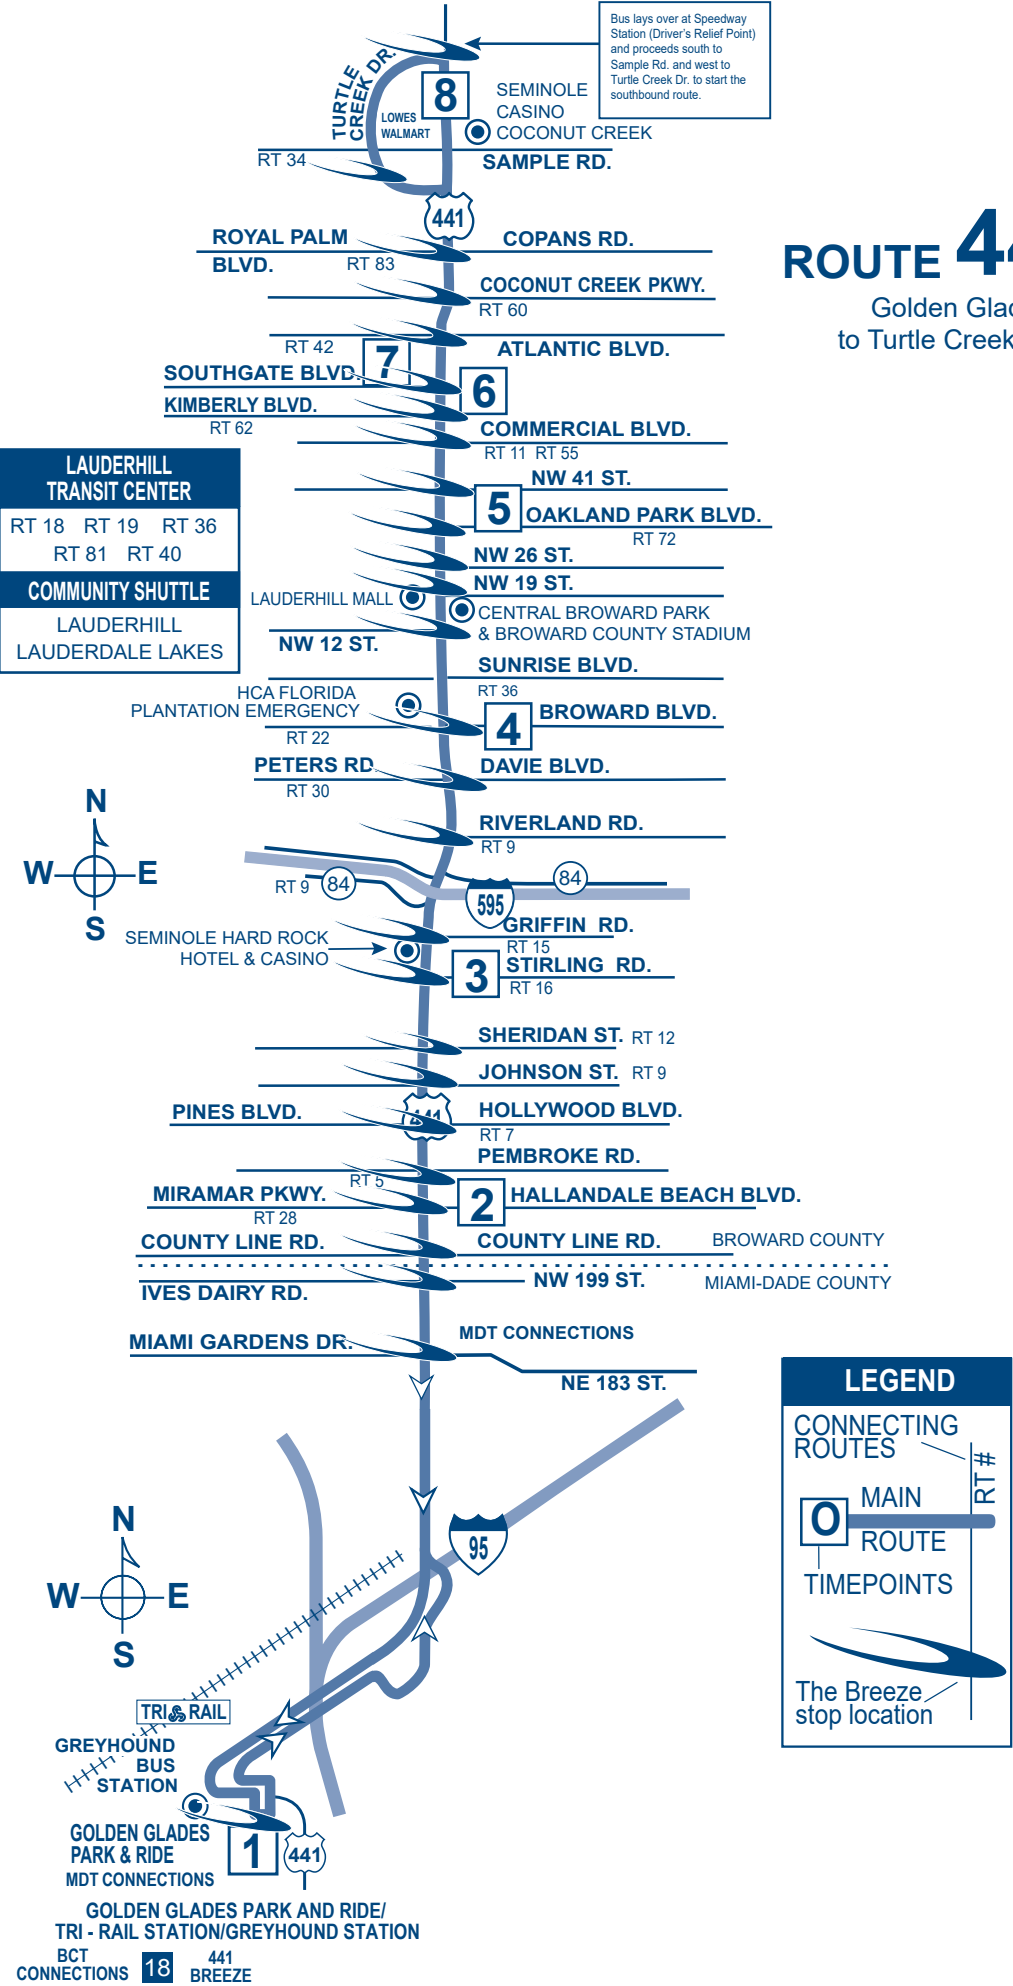 Bus lays over at Speedway
Station (Driver's Relief Point)
and proceeds south to
Sample Rd. and west to
Turtle Creek Dr. to start the
southbound route.
TURTLE
CREEK DR.
8
LOWES
WALMART
SEMINOLE
CASINO
COCONUT CREEK
RT 34
SAMPLE RD.
441
ROUTE
Golden
to Turtle Creek
ROYAL PALM
BLVD.
RT 83
COPANS RD.
COCONUT CREEK PKWY.
RT 60
RT 42
ATLANTIC BLVD.
7
SOUTHGATE BLVD.
6
KIMBERLY BLVD.
RT 62
COMMERCIAL BLVD.
RT 11 RT 55
NW 41 ST.
5
OAKLAND PARK BLVD.
RT 72
LAUDERHILL
TRANSIT CENTER
RT 18 RT 19 RT 36
RT 81 RT 40
COMMUNITY SHUTTLE
LAUDERHILL
LAUDERDALE LAKES
NW 26 ST.
NW 19 ST.
LAUDERHILL MALL
CENTRAL BROWARD PARK
& BROWARD COUNTY STADIUM
NW 12 ST.
SUNRISE BLVD.
RT 36
HCA FLORIDA
PLANTATION EMERGENCY
4
BROWARD BLVD.
RT 22
PETERS RD.
DAVIE BLVD.
RT 30
RIVERLAND RD.
RT 9
N
W E
S
RT 9
84
84
595
GRIFFIN RD.
RT 15
SEMINOLE HARD ROCK
HOTEL & CASINO
3
STIRLING RD.
RT 16
SHERIDAN ST. RT 12
JOHNSON ST. RT 9
PINES BLVD.
441
HOLLYWOOD BLVD.
RT 7
PEMBROKE RD.
RT 5
MIRAMAR PKWY.
2
HALLANDALE BEACH BLVD.
RT 28
COUNTY LINE RD.
COUNTY LINE RD.
BROWARD COUNTY
NW 199 ST.
MIAMI-DADE COUNTY
IVES DAIRY RD.
MIAMI GARDENS DR.
MDT CONNECTIONS
NE 183 ST.
LEGEND
CONNECTING
ROUTES
RT #
MAIN
O
ROUTE
TIMEPOINTS
The Breeze
stop location
95
N
W E
S
TRI RAIL
GREYHOUND
BUS
STATION
GOLDEN GLADES
PARK & RIDE
MDT CONNECTIONS
1
441
GOLDEN GLADES PARK AND RIDE/
TRI - RAIL STATION/GREYHOUND STATION
BCT
CONNECTIONS
18
441
BREEZE